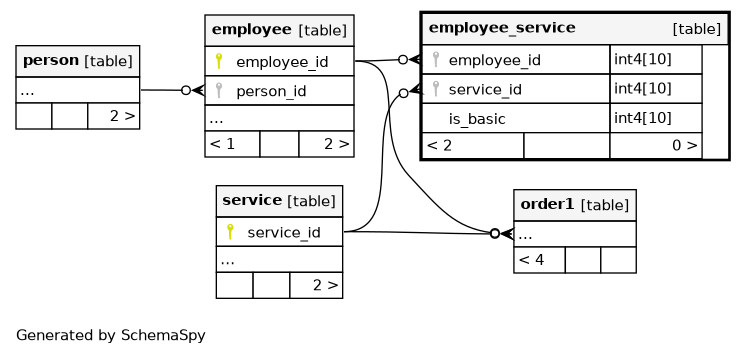 person [table]
...
2 >
employee [table]
employee_id
person_id
...
< 1 2 >
employee_service [table]
employee_id int4[10]
service_id int4[10]
is_basic int4[10]
< 2 0 >
service [table]
service_id
...
2 >
order1 [table]
...
< 4
Generated by SchemaSpy